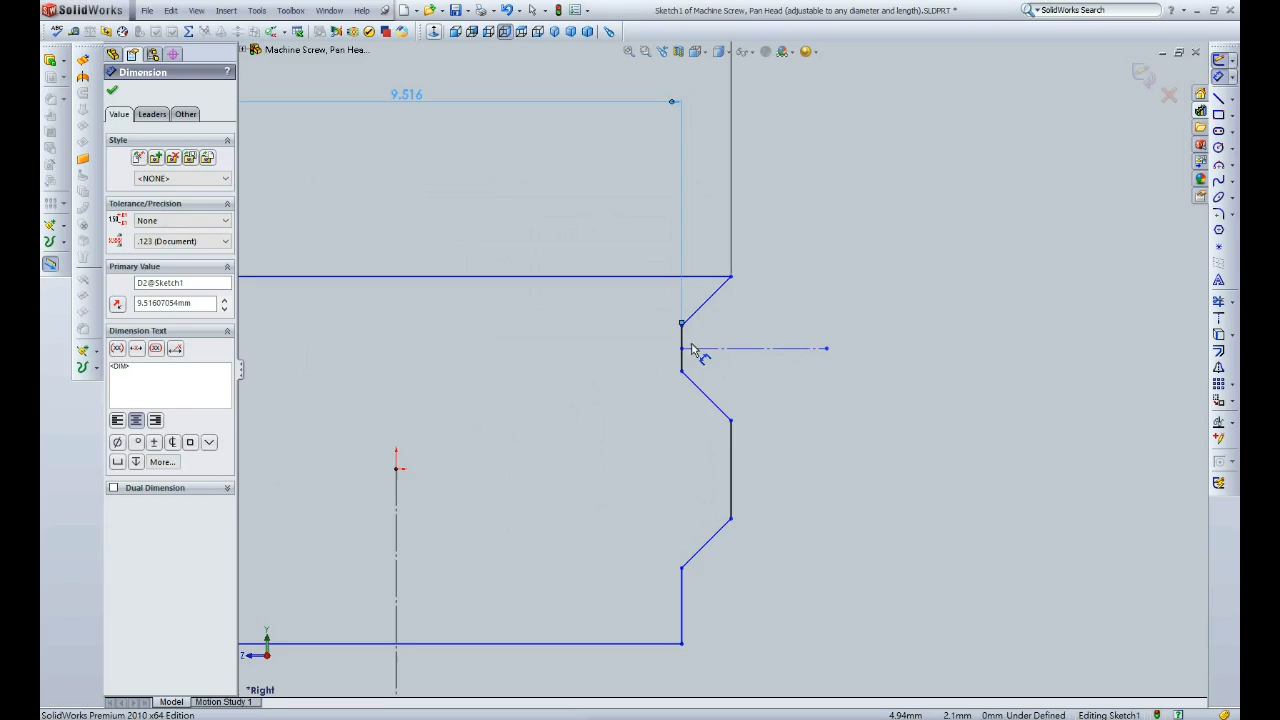 SolidWorks File Edit View Insert Tools Toolbox Window Help Sketch1 of Machine Screw, Pan Head (adjustable to any diameter and length).SLDPRT * SolidWorks Search
Machine Screw, Pan Hea...
Dimension ?
Value Leaders Other
Style
<NONE>
Tolerance/Precision
None
.123 (Document)
Primary Value
D2@Sketch1
9.51607054mm
Dimension Text
<DIM>
More...
Dual Dimension
9.516
Y
Z
*Right
Model Motion Study 1
SolidWorks Premium 2010 x64 Edition 4.94mm 2.1mm 0mm Under Defined Editing Sketch1